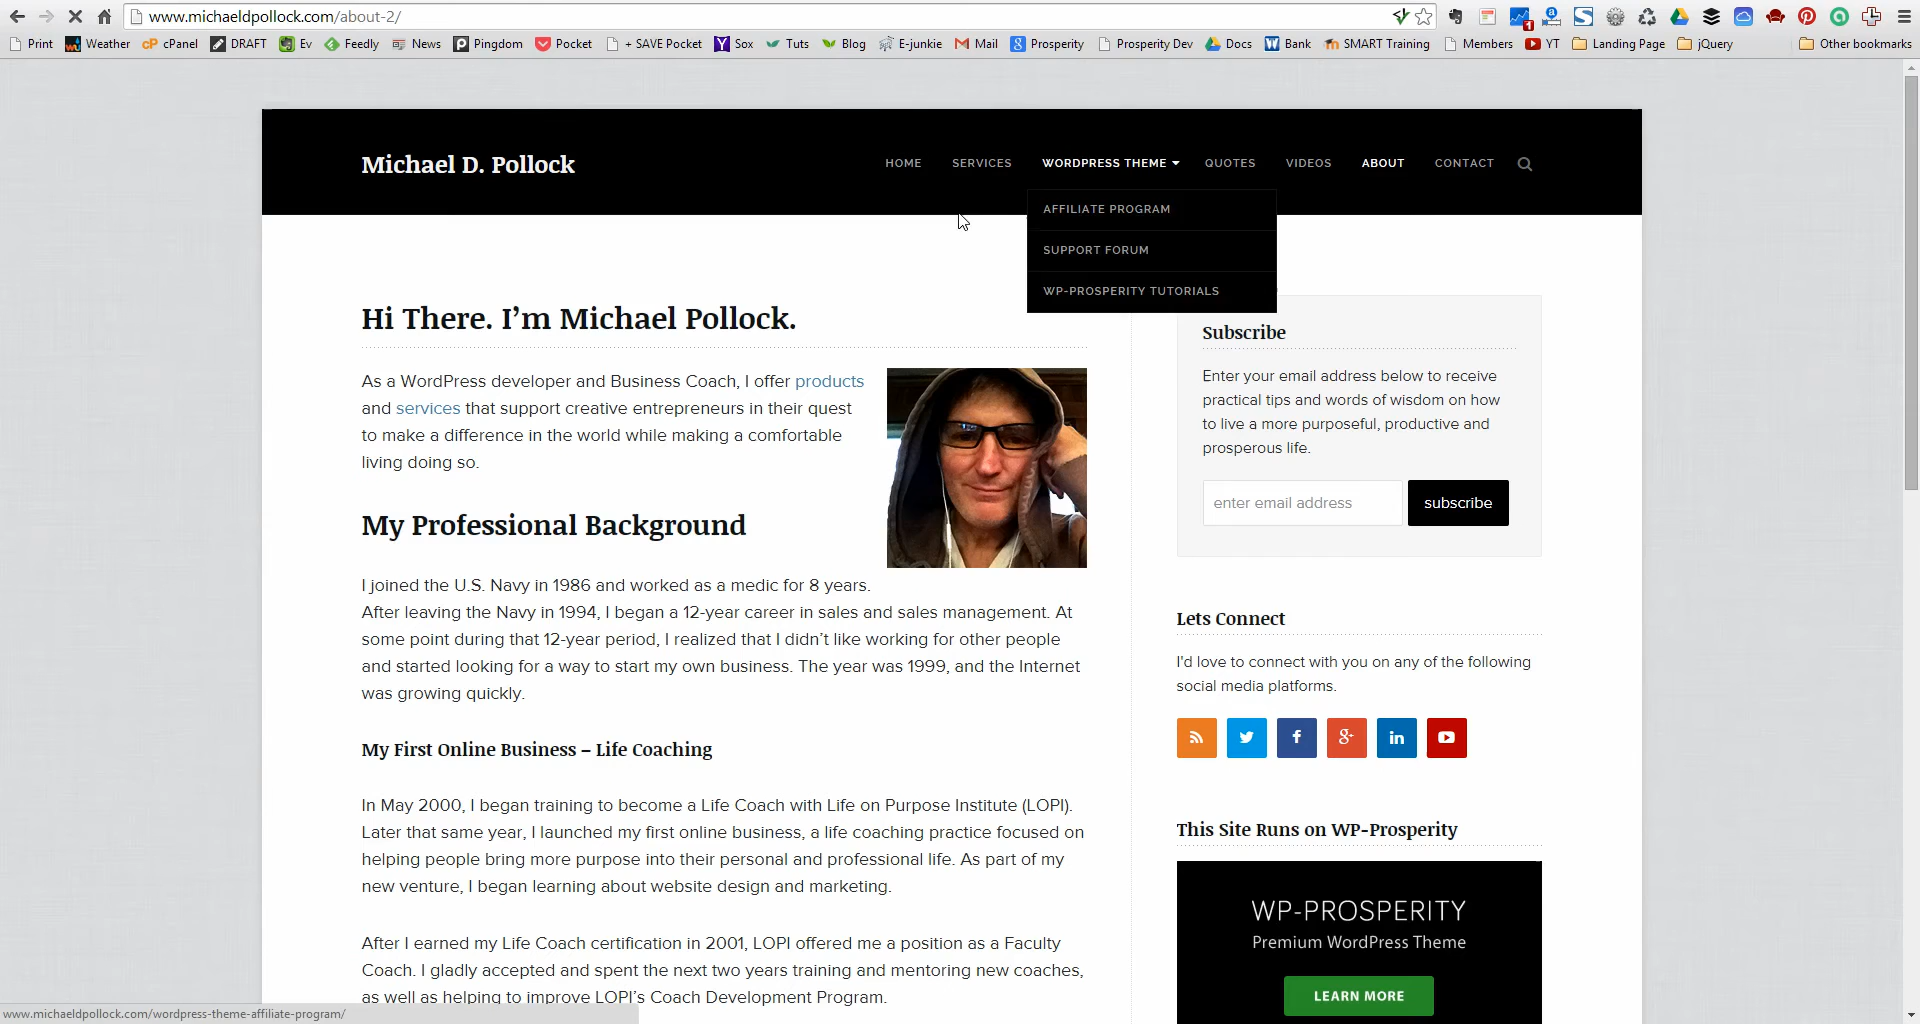 www.michaeldpollock.com/about-2/
1
Print Weather cPanel DRAFT Ev Feedly News Pingdom Pocket + SAVE Pocket Sox Tuts Blog E-junkie Mail Prosperity Prosperity Dev Docs Bank SMART Training Members YT Landing Page jQuery Other bookmarks
Michael D. Pollock
HOME SERVICES WORDPRESS THEME QUOTES VIDEOS ABOUT CONTACT
AFFILIATE PROGRAM
SUPPORT FORUM
WP-PROSPERITY TUTORIALS
Hi There. I’m Michael Pollock.
As a WordPress developer and Business Coach, I offer products
and services that support creative entrepreneurs in their quest
to make a difference in the world while making a comfortable
living doing so.
My Professional Background
I joined the U.S. Navy in 1986 and worked as a medic for 8 years.
After leaving the Navy in 1994, I began a 12-year career in sales and sales management. At
some point during that 12-year period, I realized that I didn’t like working for other people
and started looking for a way to start my own business. The year was 1999, and the Internet
was growing quickly.
My First Online Business – Life Coaching
In May 2000, I began training to become a Life Coach with Life on Purpose Institute (LOPI).
Later that same year, I launched my first online business, a life coaching practice focused on
helping people bring more purpose into their personal and professional life. As part of my
new venture, I began learning about website design and marketing.
After I earned my Life Coach certification in 2001, LOPI offered me a position as a Faculty
Coach. I gladly accepted and spent the next two years training and mentoring new coaches,
as well as helping to improve LOPI’s Coach Development Program.
Subscribe
Enter your email address below to receive
practical tips and words of wisdom on how
to live a more purposeful, productive and
prosperous life.
enter email address subscribe
Lets Connect
I'd love to connect with you on any of the following
social media platforms.
This Site Runs on WP-Prosperity
WP-PROSPERITY
Premium WordPress Theme
LEARN MORE
www.michaeldpollock.com/wordpress-theme-affiliate-program/